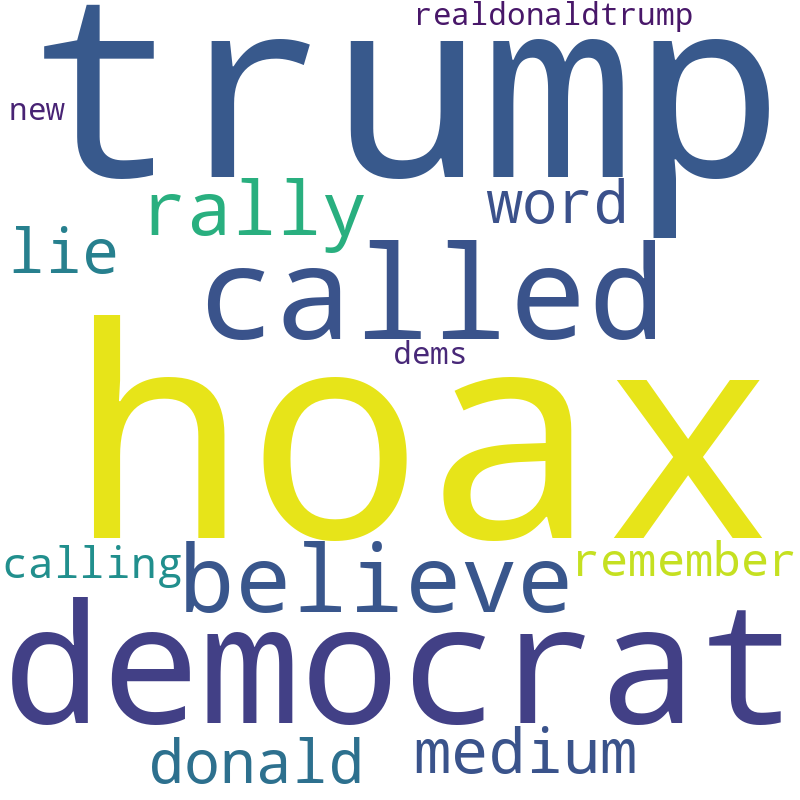 realdonaldtrump
trump
new
rally
word
lie
called
dems
hoax
calling
believe
remember
democrat
donald
medium